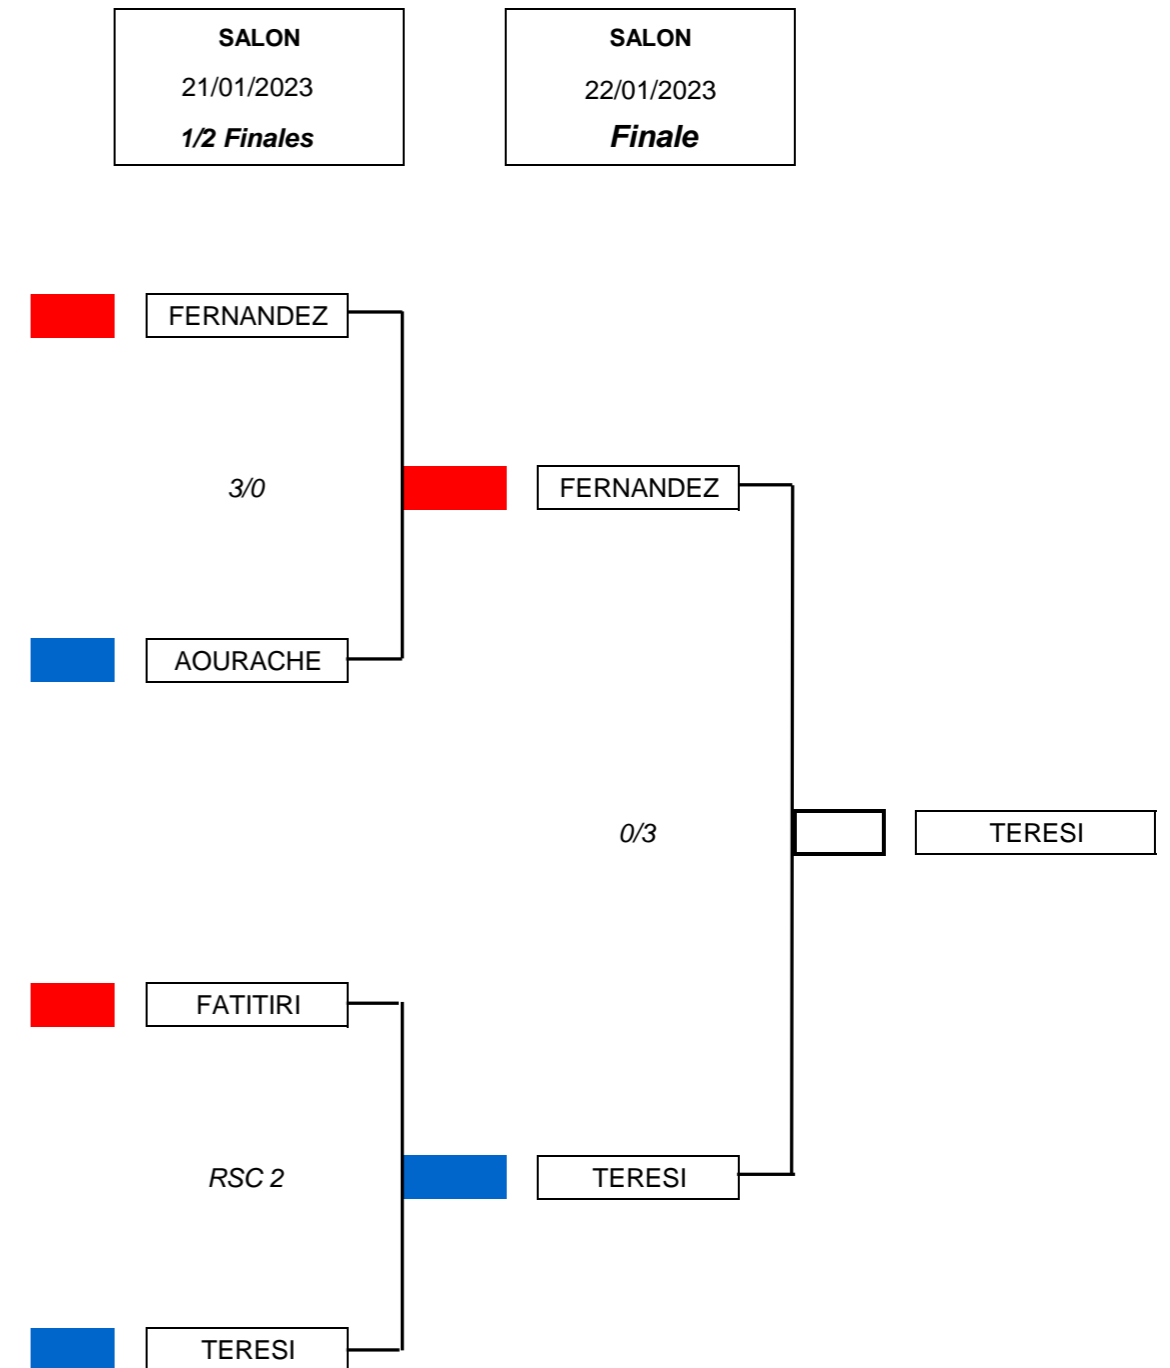 SALON
21/01/2023
1/2 Finales
SALON
22/01/2023
Finale
FERNANDEZ
3/0
FERNANDEZ
AOURACHE
0/3
TERESI
FATITIRI
RSC 2
TERESI
TERESI